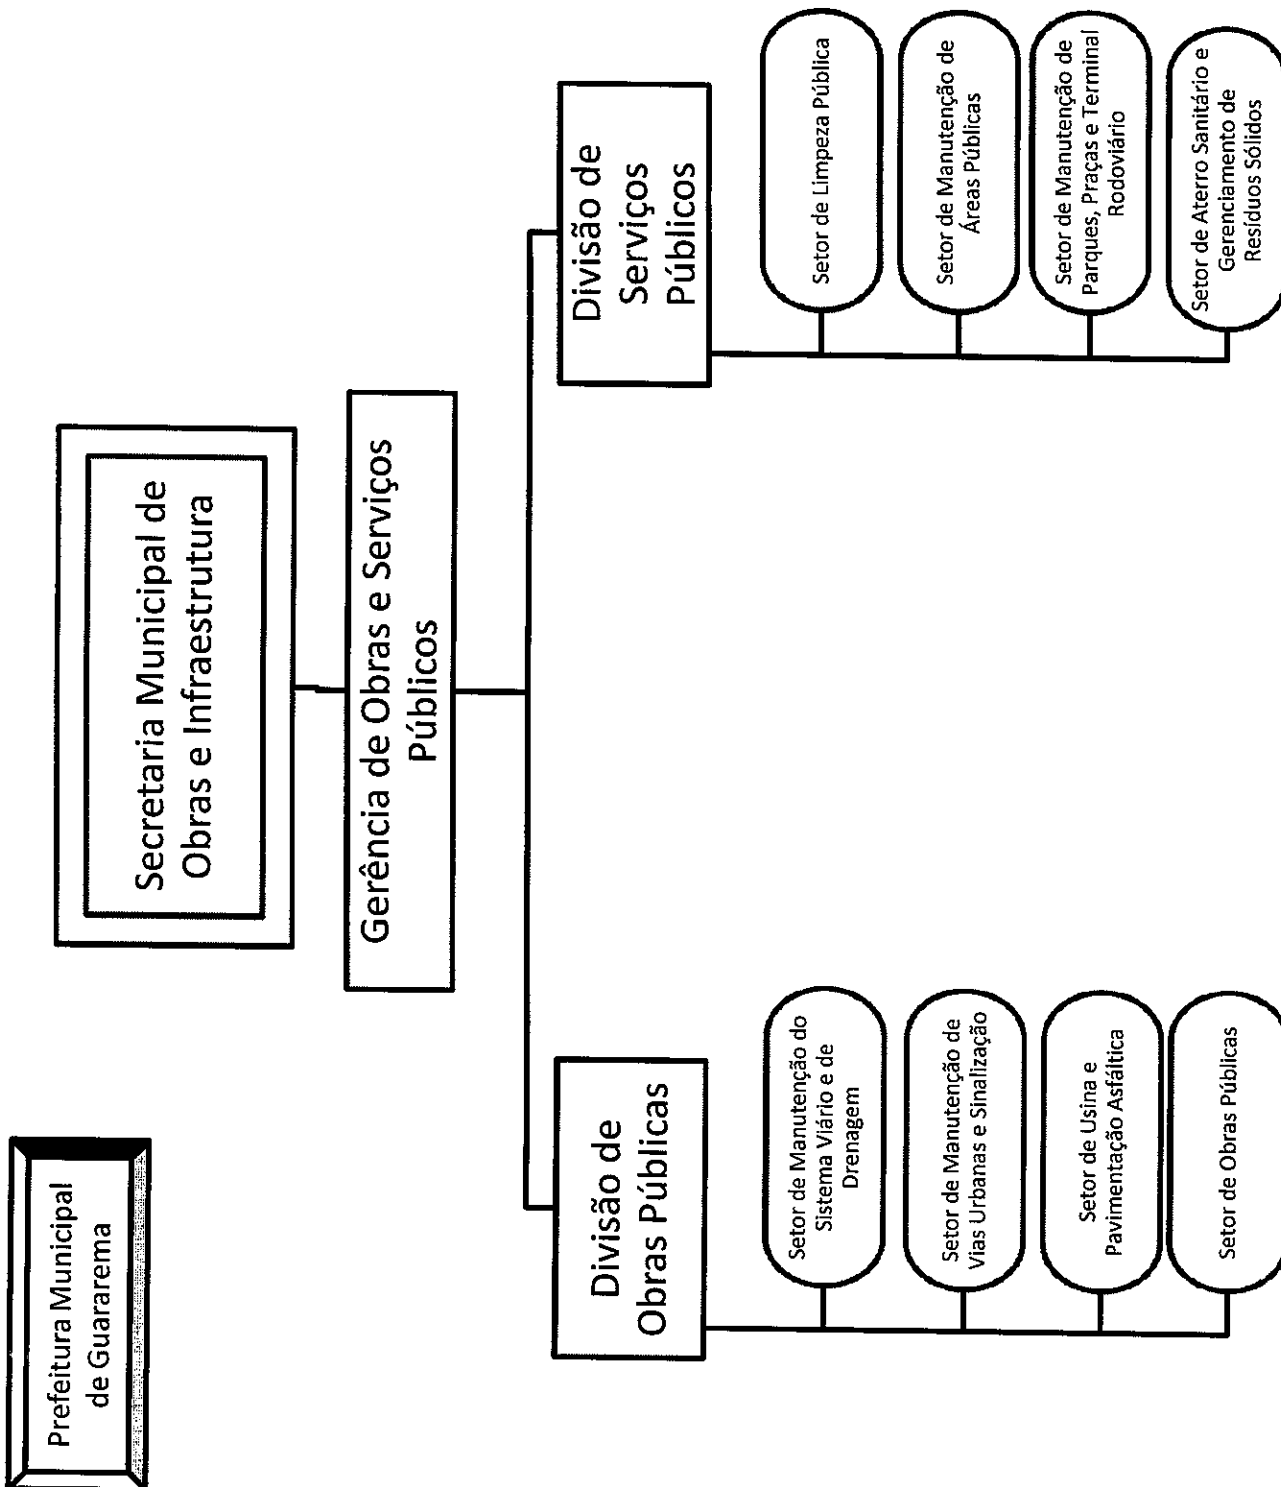 Prefeitura Municipal
de Guararema
Secretaria Municipal de
Obras e Infraestrutura
Gerência de Obras e Serviços
Públicos
Divisão de
Obras Públicas
Setor de Manutenção do
Sistema Viário e de
Drenagem
Setor de Manutenção de
Vias Urbanas e Sinalização
Setor de Usina e
Pavimentação Asfáltica
Setor de Obras Públicas
Divisão de
Serviços
Públicos
Setor de Limpeza Pública
Setor de Manutenção de
Áreas Públicas
Setor de Manutenção de
Parques, Praças e Terminal
Rodoviário
Setor de Aterro Sanitário e
Gerenciamento de
Resíduos Sólidos